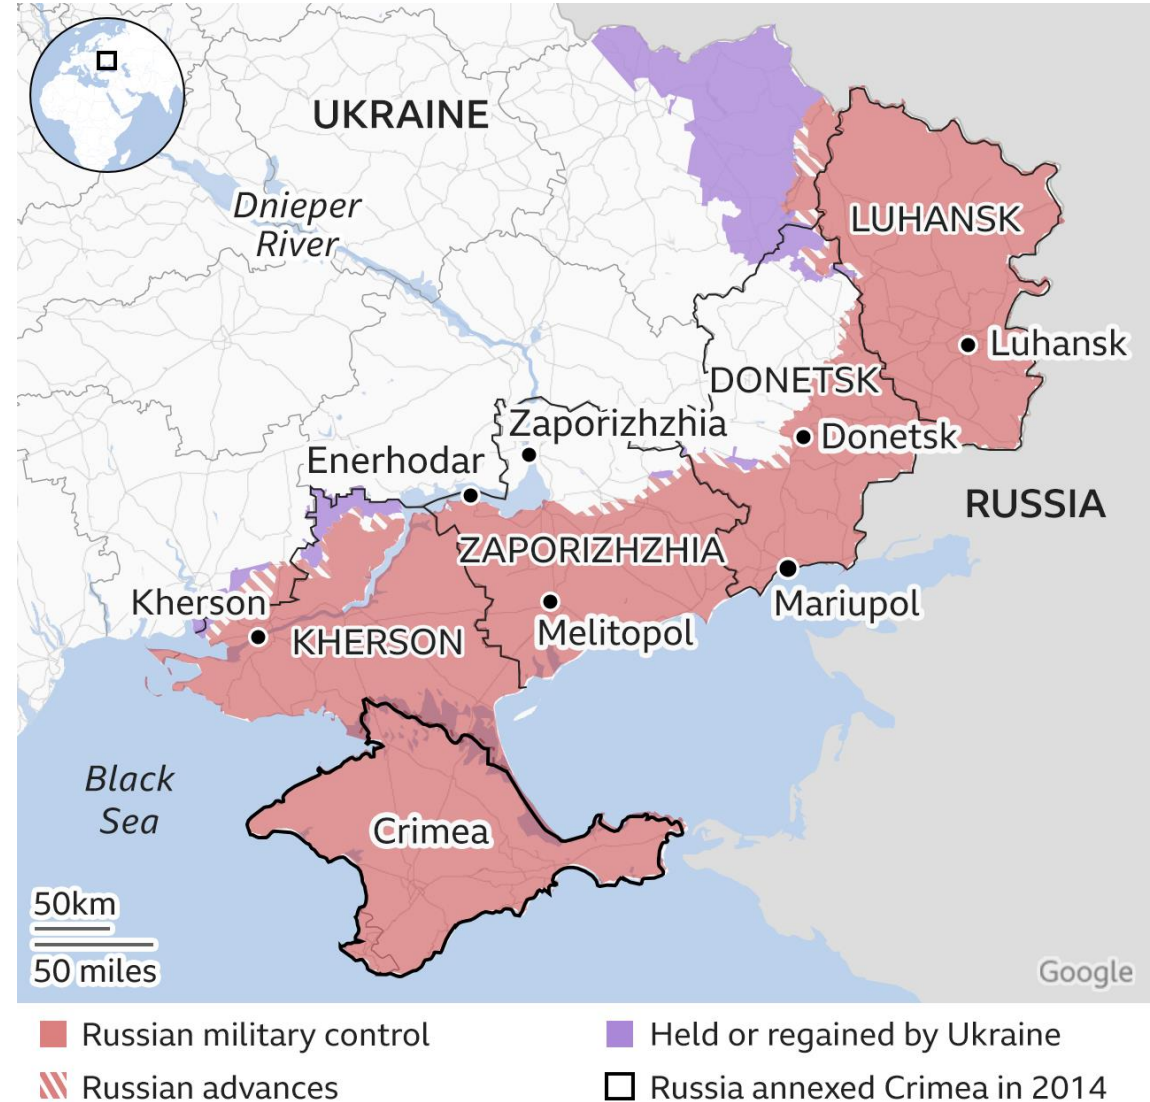 UKRAINE
Dnieper
River
LUHANSK
Luhansk
DONETSK
Zaporizhzhia
Donetsk
Enerhodar
RUSSIA
ZAPORIZHZHIA
Kherson
Mariupol
KHERSON
Melitopol
Black
Sea
Crimea
50km
50 miles
Google
Russian military control
Held or regained by Ukraine
Russian advances
Russia annexed Crimea in 2014